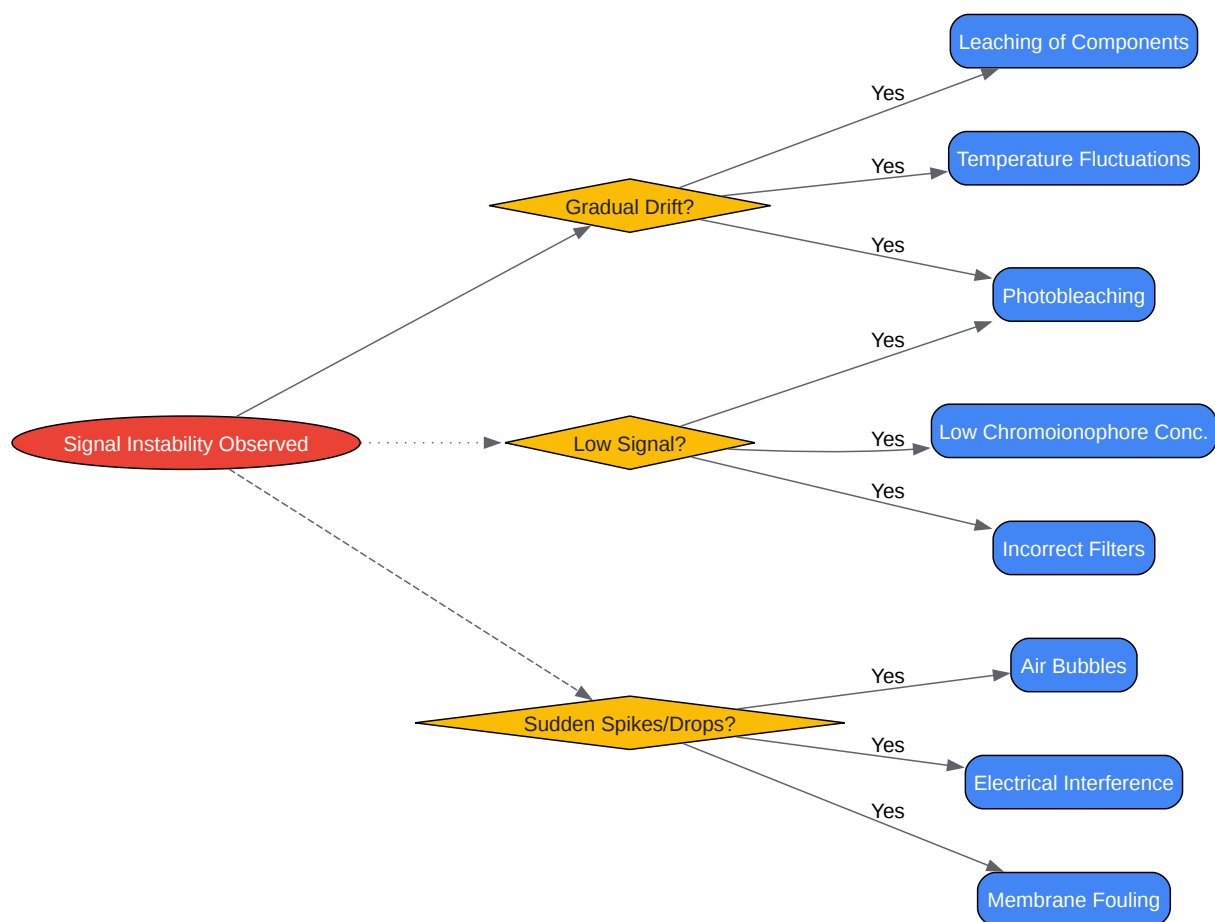 Leaching of Components
Yes
Temperature Fluctuations
Yes
Gradual Drift?
Yes
Photobleaching
Yes
Signal Instability Observed
Low Signal?
Yes
Low Chromoionophore Conc.
Yes
Incorrect Filters
Air Bubbles
Yes
Sudden Spikes/Drops?
Yes
Electrical Interference
Yes
Membrane Fouling